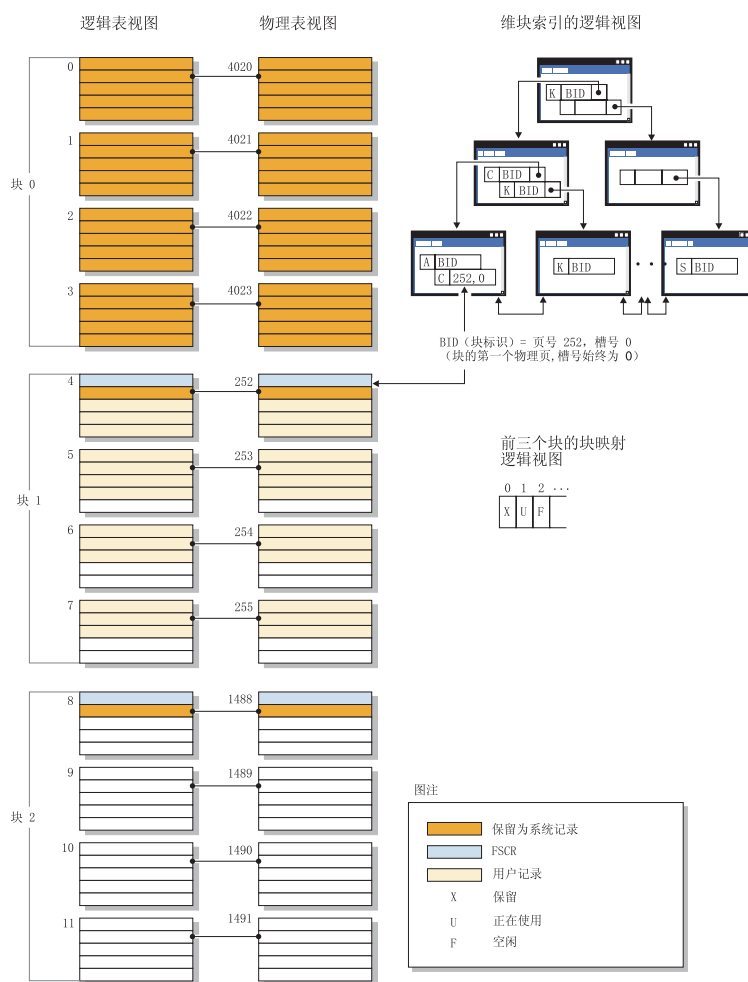 逻辑表视图
物理表视图
维块索引的逻辑视图
0
4020
1
4021
块 0
2
4022
3
4023
4
252
5
253
块 1
6
254
7
255
8
1488
9
1489
块 2
10
1490
11
1491
K BID
C BID
K BID
A BID
C 252,0
K BID
S BID
BID（块标识）= 页号 252, 槽号 0
（块的第一个物理页,槽号始终为 0）
前三个块的块映射
逻辑视图
0 1 2 ...
X U F
图注
保留为系统记录
FSCR
用户记录
X 保留
U 正在使用
F 空闲